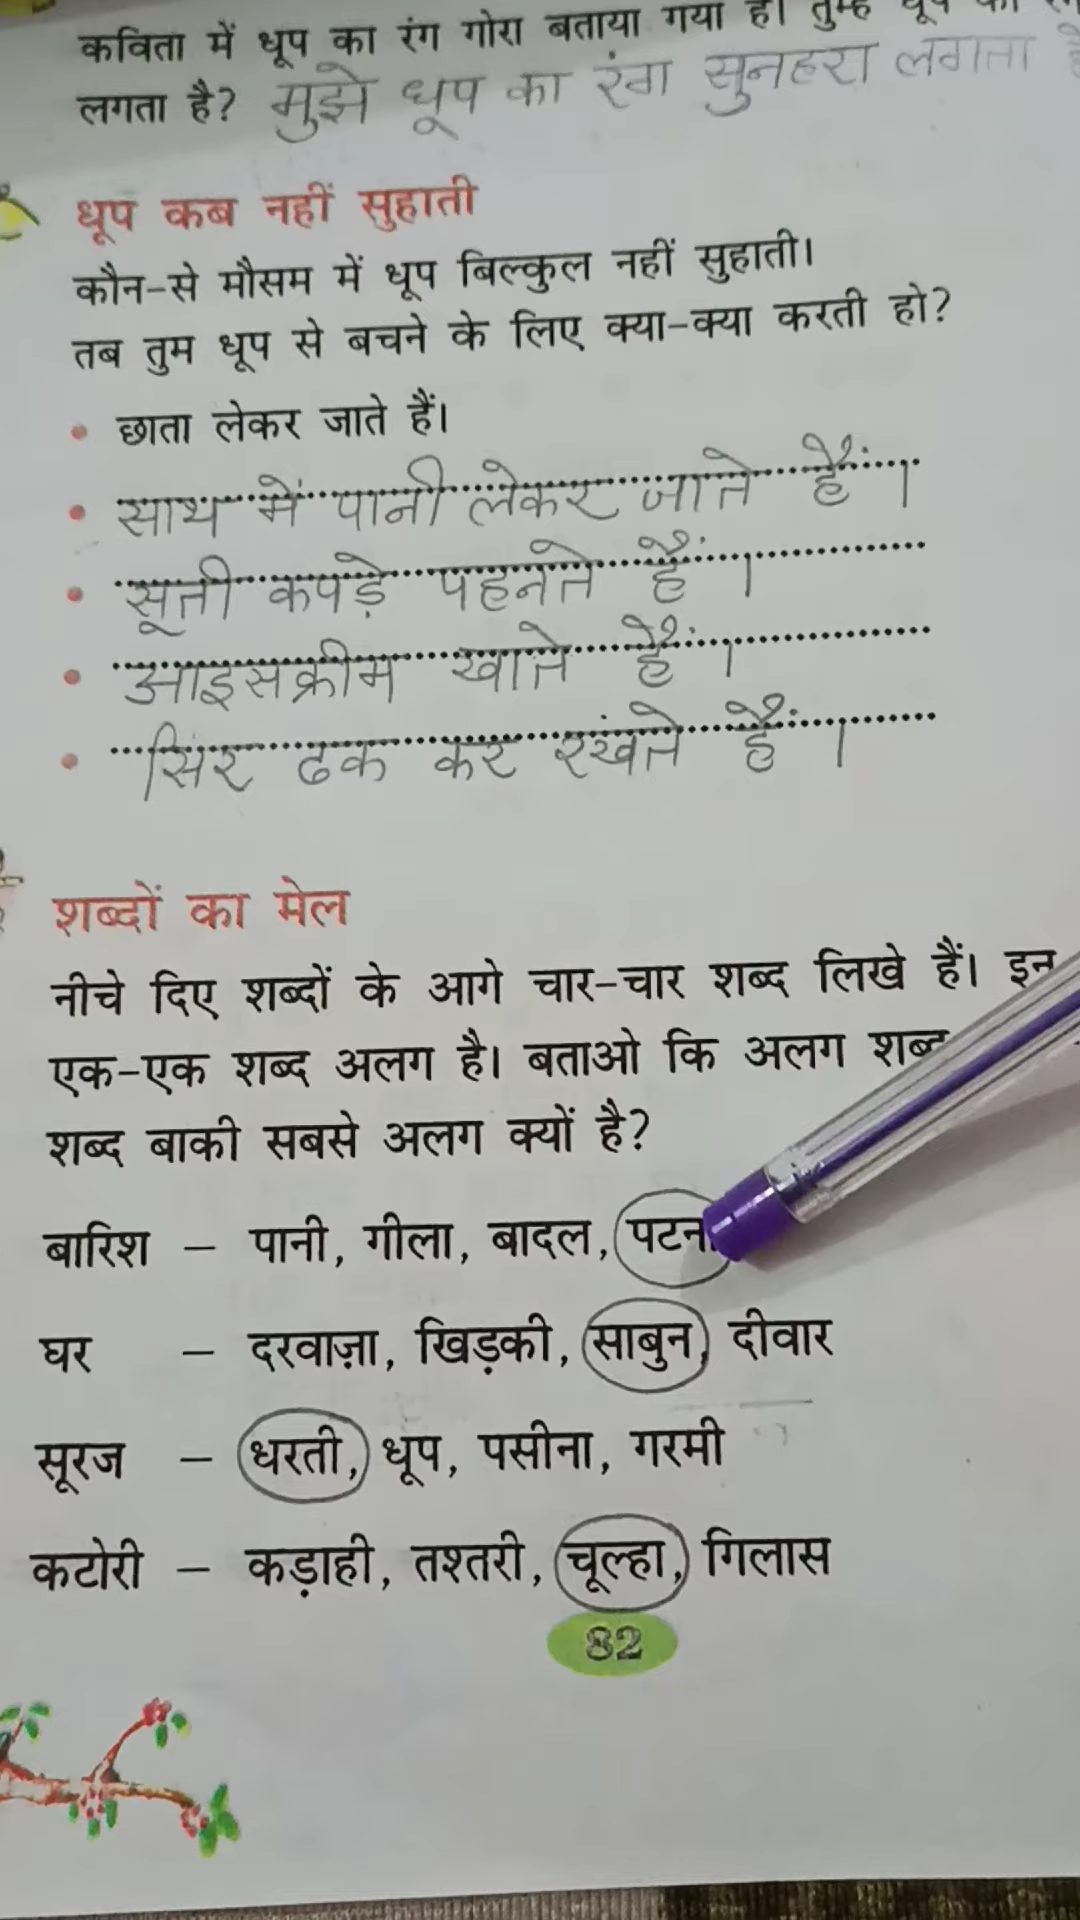 कविता में धूप का रंग गोरा बताया गया है। तुम्हें धूप का
लगता है? मुझे धूप का रंग सुनहरा लगता
धूप कब नहीं सुहाती
कौन-से मौसम में धूप बिल्कुल नहीं सुहाती।
तब तुम धूप से बचने के लिए क्या-क्या करती हो?
• छाता लेकर जाते हैं।
• साथ में पानी लेकर जाते हैं।
• सूती कपड़े पहनते हैं।
• आइसक्रीम खाते हैं।
• सिर ढक कर रखते हैं।
शब्दों का मेल
नीचे दिए शब्दों के आगे चार-चार शब्द लिखे हैं। इन
एक-एक शब्द अलग है। बताओ कि अलग शब्द
शब्द बाकी सबसे अलग क्यों है?
बारिश – पानी, गीला, बादल,
घर – दरवाज़ा, खिड़की, साबुन, दीवार
सूरज – धरती, धूप, पसीना, गरमी
कटोरी – कड़ाही, तश्तरी, चूल्हा, गिलास
82